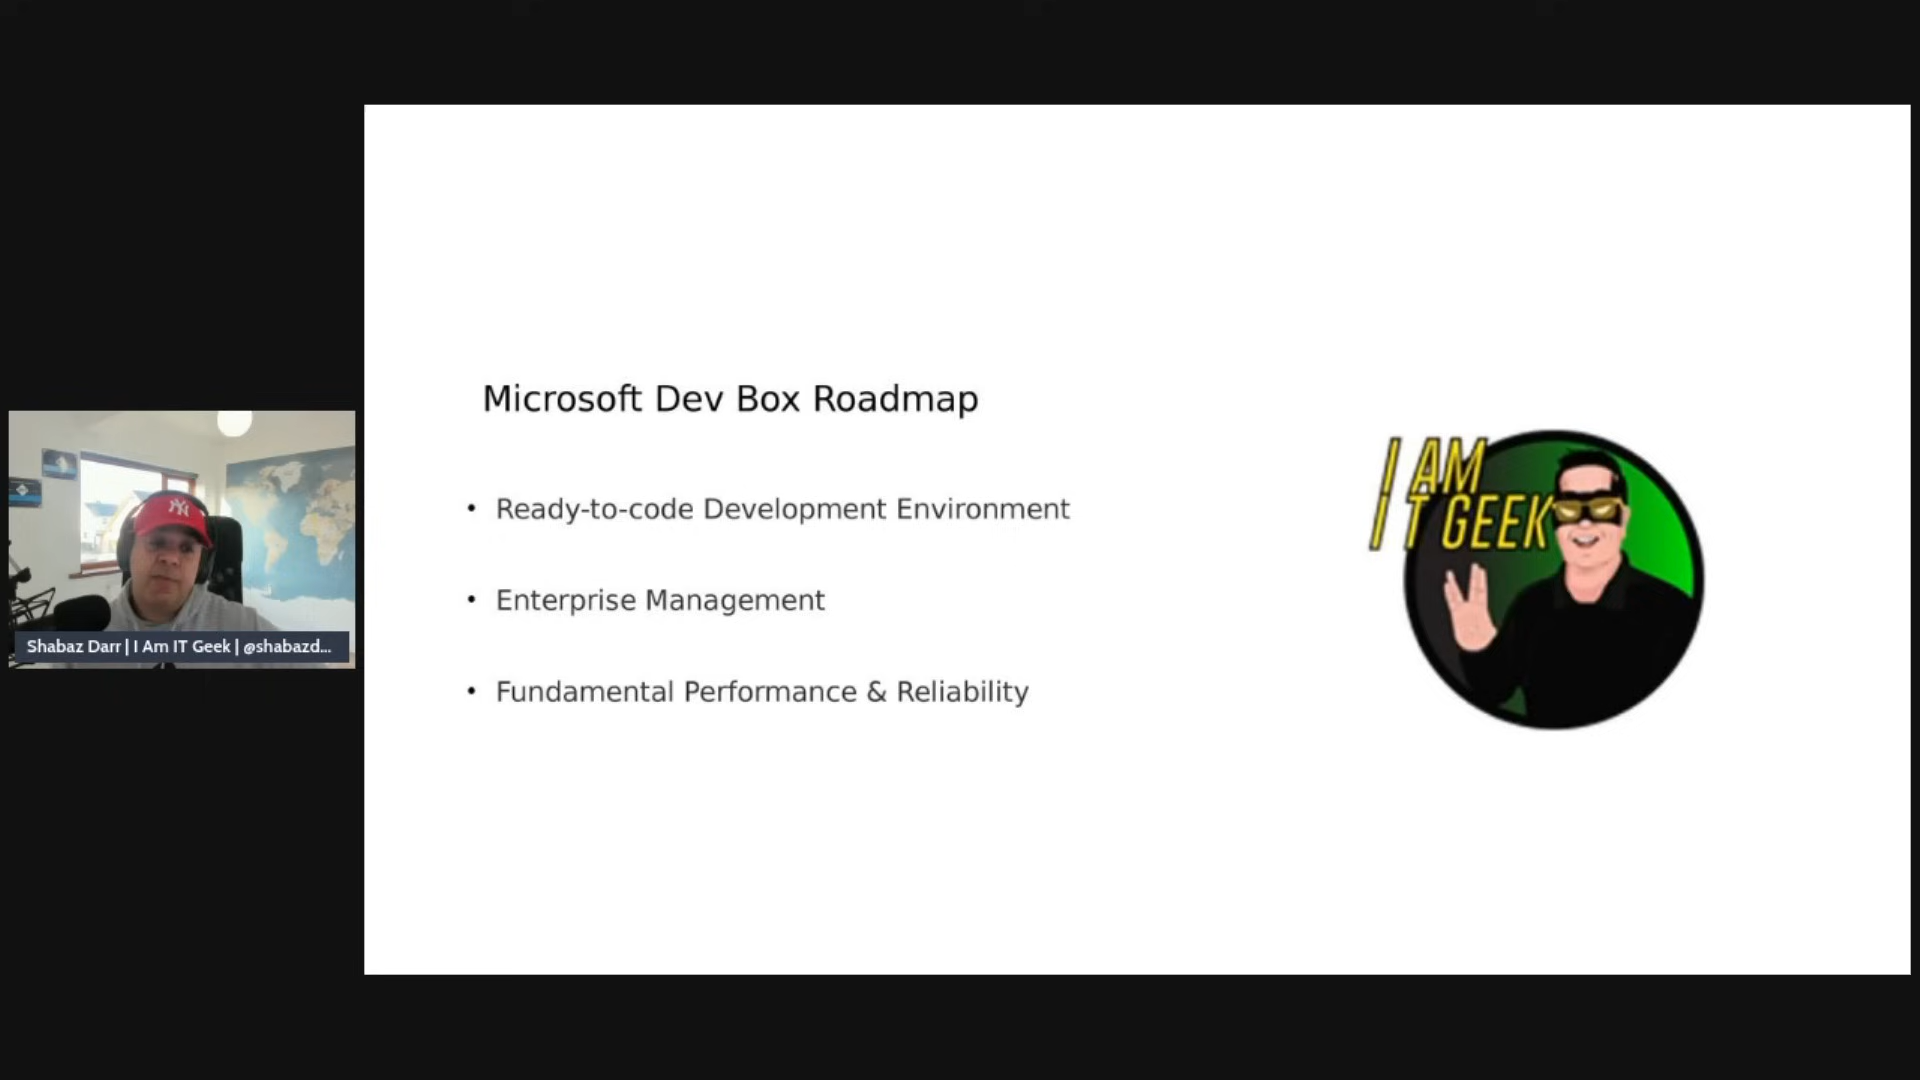 Microsoft Dev Box Roadmap
• Ready-to-code Development Environment
• Enterprise Management
• Fundamental Performance & Reliability
I AM
IT GEEK
NY
Shabaz Darr | I Am IT Geek | @shabazd...